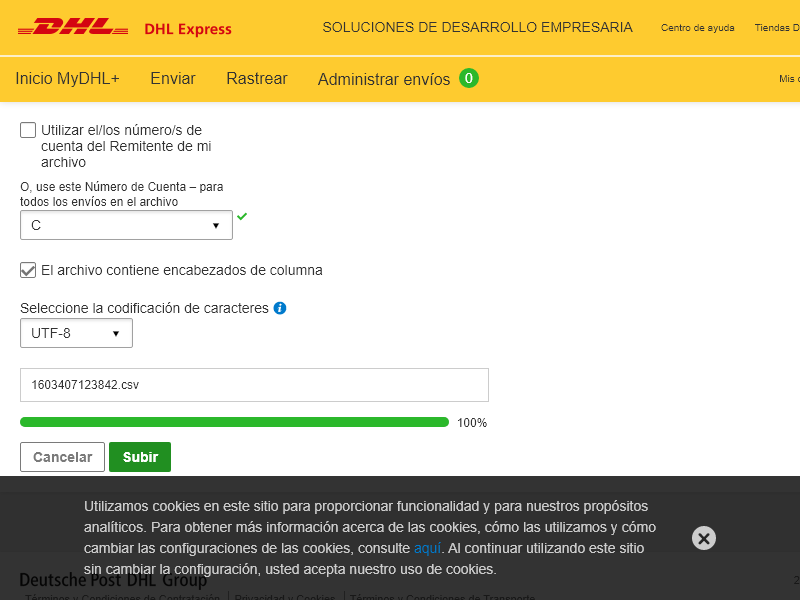 DHL DHL Express SOLUCIONES DE DESARROLLO EMPRESARIA Centro de ayuda Tiendas D
Inicio MyDHL+ Enviar Rastrear Administrar envíos 0 Mis
Utilizar el/los número/s de
cuenta del Remitente de mi
archivo
O, use este Número de Cuenta – para
todos los envíos en el archivo
C
El archivo contiene encabezados de columna
Seleccione la codificación de caracteres i
UTF-8
1603407123842.csv
100%
Cancelar Subir
Utilizamos cookies en este sitio para proporcionar funcionalidad y para nuestros propósitos
analíticos. Para obtener más información acerca de las cookies, cómo las utilizamos y cómo
cambiar las configuraciones de las cookies, consulte aquí. Al continuar utilizando este sitio
sin cambiar la configuración, usted acepta nuestro uso de cookies.
Deutsche Post DHL Group 2
Términos y Condiciones de Contratación Privacidad y Cookies Términos y Condiciones de Transporte